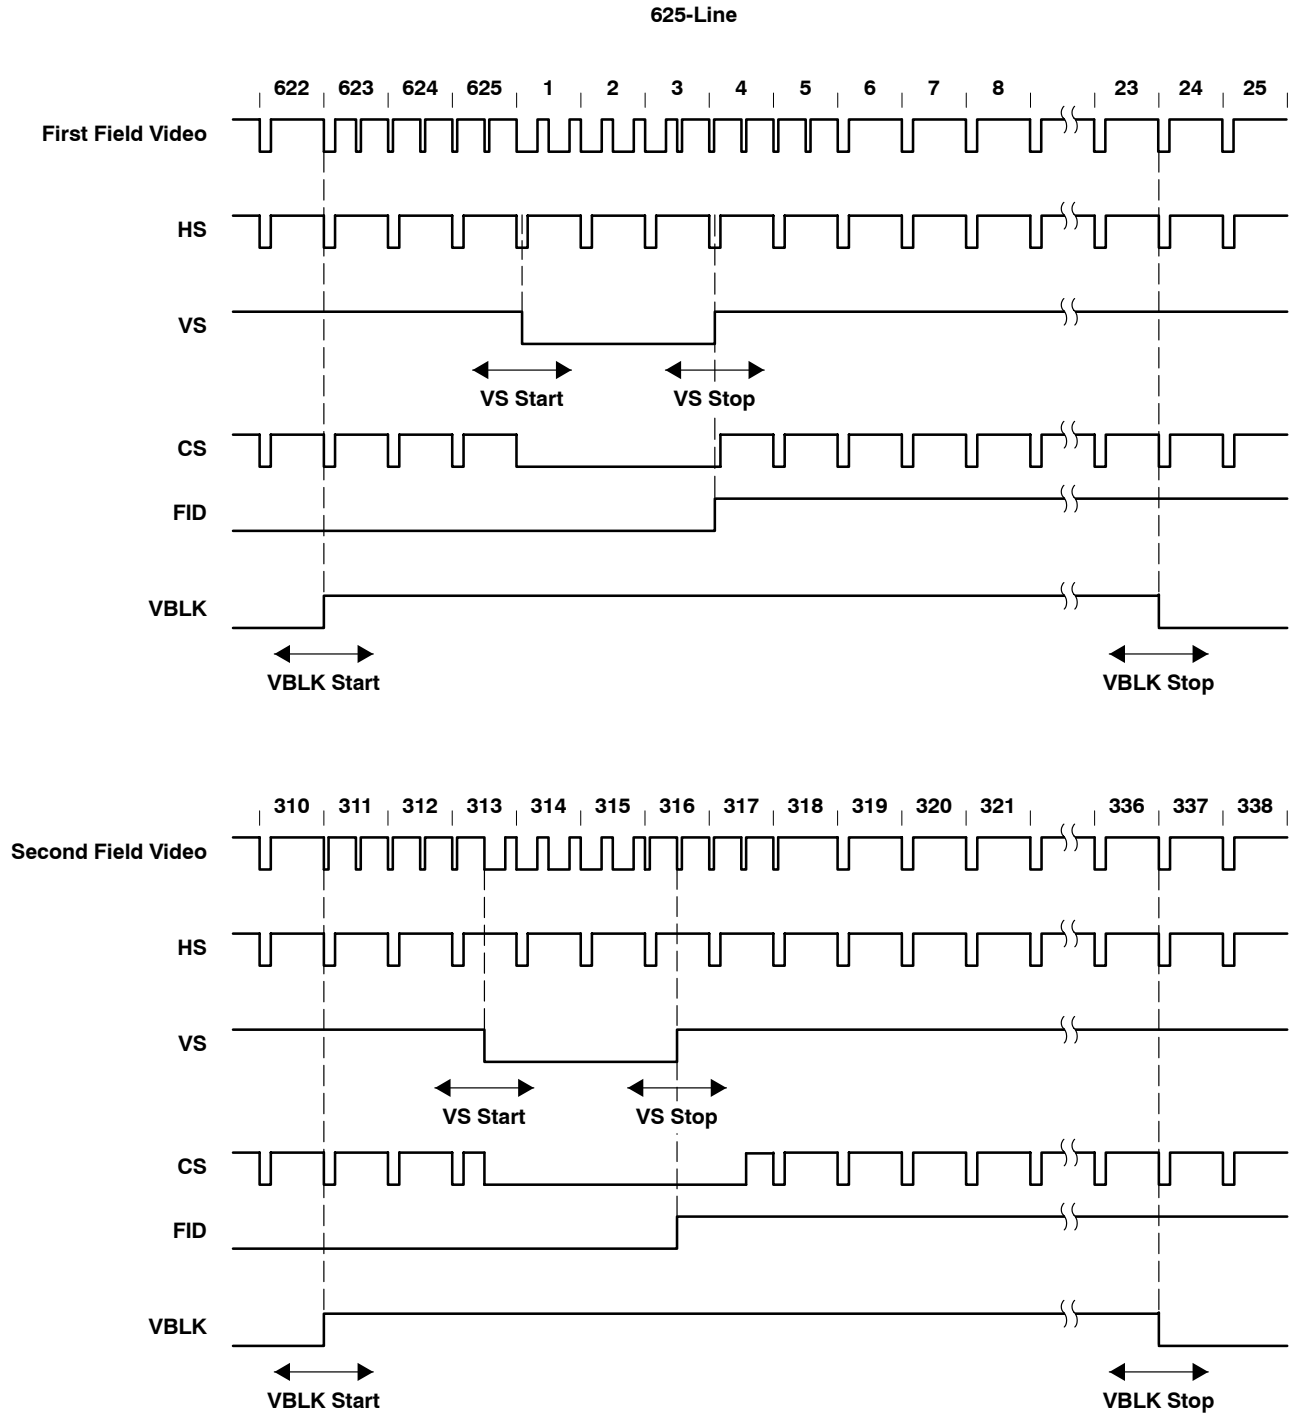 625-Line
622 623 624 625 1 2 3 4 5 6 7 8 23 24 25
First Field Video
HS
VS
VS Start VS Stop
CS
FID
VBLK
VBLK Start VBLK Stop
310 311 312 313 314 315 316 317 318 319 320 321 336 337 338
Second Field Video
HS
VS
VS Start VS Stop
CS
FID
VBLK
VBLK Start VBLK Stop